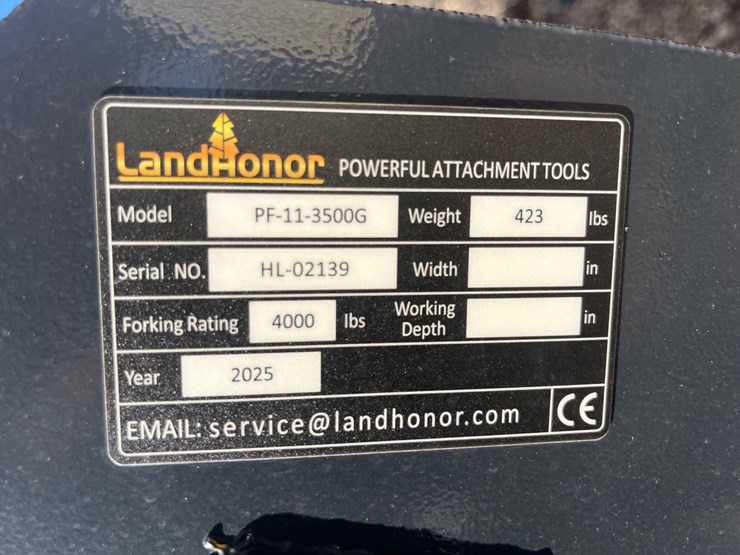 LandHonor POWERFUL ATTACHMENT TOOLS
Model PF-11-3500G Weight 423 lbs
Serial NO. HL-02139 Width in
Forking Rating 4000 lbs Working Depth in
Year 2025
EMAIL: service@landhonor.com CE